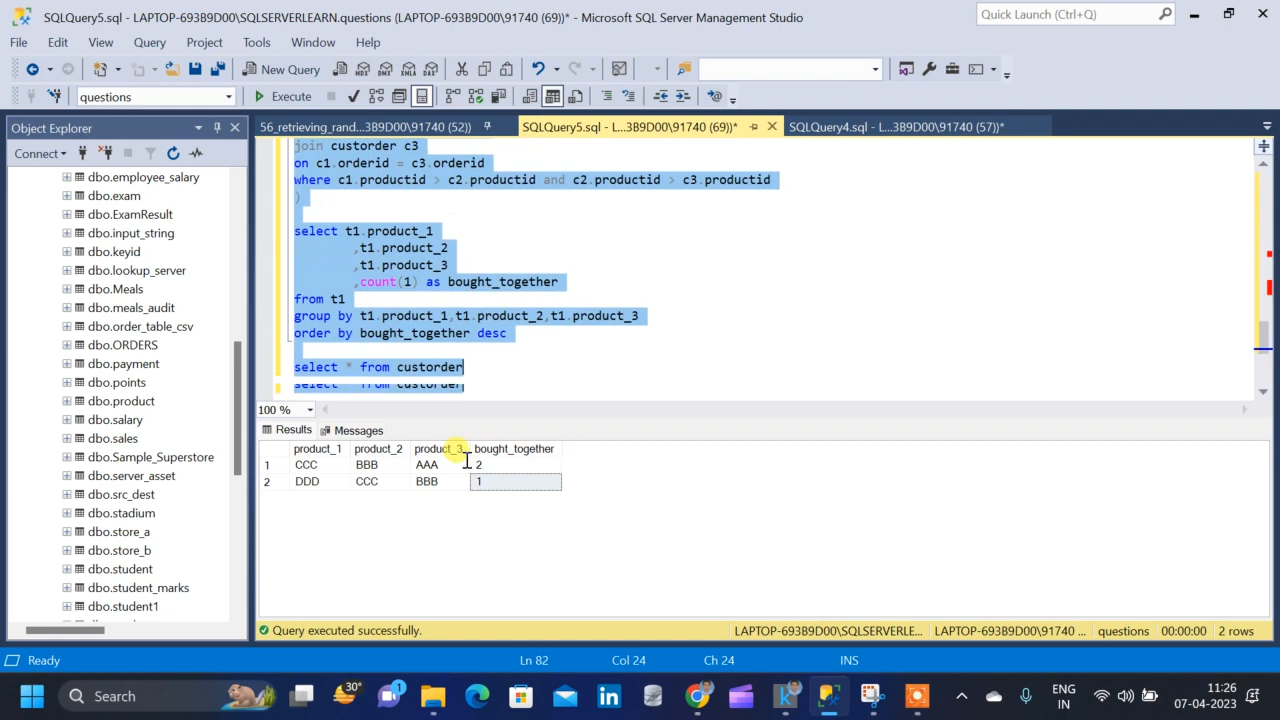 SQLQuery5.sql - LAPTOP-693B9D00\SQLSERVERLEARN.questions (LAPTOP-693B9D00\91740 (69))* - Microsoft SQL Server Management Studio
Quick Launch (Ctrl+Q)
File Edit View Query Project Tools Window Help
New Query
MDX DMX XMLA DAX
questions
Execute
Object Explorer
56_retrieving_rand...3B9D00\91740 (52))
SQLQuery5.sql - L...3B9D00\91740 (69))*
SQLQuery4.sql - L...3B9D00\91740 (57))*
Connect
dbo.employee_salary
dbo.exam
dbo.ExamResult
dbo.input_string
dbo.keyid
dbo.lookup_server
dbo.Meals
dbo.meals_audit
dbo.order_table_csv
dbo.ORDERS
dbo.payment
dbo.points
dbo.product
dbo.salary
dbo.sales
dbo.Sample_Superstore
dbo.server_asset
dbo.src_dest
dbo.stadium
dbo.store_a
dbo.store_b
dbo.student
dbo.student_marks
dbo.student1
join custorder c3
on c1.orderid = c3.orderid
where c1.productid > c2.productid and c2.productid > c3.productid
)
select t1.product_1
,t1.product_2
,t1.product_3
,count(1) as bought_together
from t1
group by t1.product_1,t1.product_2,t1.product_3
order by bought_together desc
select * from custorder
select * from custorder
100 %
Results Messages
product_1 product_2 product_3 bought_together
1 CCC BBB AAA 2
2 DDD CCC BBB 1
Query executed successfully.
LAPTOP-693B9D00\SQLSERVERLE... LAPTOP-693B9D00\91740 ... questions 00:00:00 2 rows
Ready Ln 82 Col 24 Ch 24 INS
Search
30°
1
ENG
IN
11:26
07-04-2023